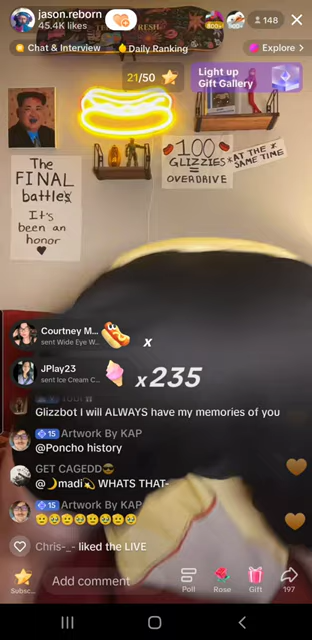 jason.reborn
45.4K likes
148
Chat & Interview
Daily Ranking
Explore >
21/50
Light up
Gift Gallery
100
GLIZZIES
=
OVERDRIVE
*AT THE
SAME
TIME
The
FINAL
battle
It's
been an
honor
Courtney M...
sent Wide Eye W...
x
JPlay23
sent Ice Cream C...
x235
Glizzbot I will ALWAYS have my memories of you
15 Artwork By KAP
@Poncho history
GET CAGEDD😎
@🌙madi💫 WHATS THAT-
15 Artwork By KAP
Chris-_- liked the LIVE
Subsc...
Add comment
Poll
Rose
Gift
197